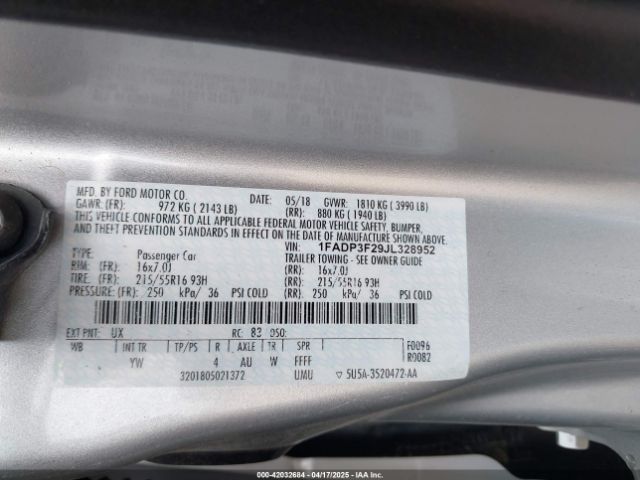 MFD. BY FORD MOTOR CO.
DATE: 05/18 GVWR: 1810 KG ( 3990 LB)
GAWR: (FR): 972 KG ( 2143 LB) (RR): 880 KG ( 1940 LB)
THIS VEHICLE CONFORMS TO ALL APPLICABLE FEDERAL MOTOR VEHICLE SAFETY, BUMPER,
AND THEFT PREVENTION STANDARDS IN EFFECT ON THE DATE OF MANUFACTURE SHOWN ABOVE.
VIN: 1FADP3F29JL328952
TYPE: Passenger Car TRAILER TOWING - SEE OWNER GUIDE
RIM: (FR): 16x7.0J (RR): 16x7.0J
TIRE: (FR): 215/55R16 93H (RR): 215/55R16 93H
PRESSURE: (FR): 250 kPa/ 36 PSI COLD (RR): 250 kPa/ 36 PSI COLD
EXT PNT: UX RC: 83 DSO:
WB INT TR TP/PS R AXLE TR SPR F0096
YW 4 AU W FFFF R0082
3201805021372 UMU ▽ 5U5A-3520472-AA
000-42032684 - 04/17/2025 - IAAI.COM